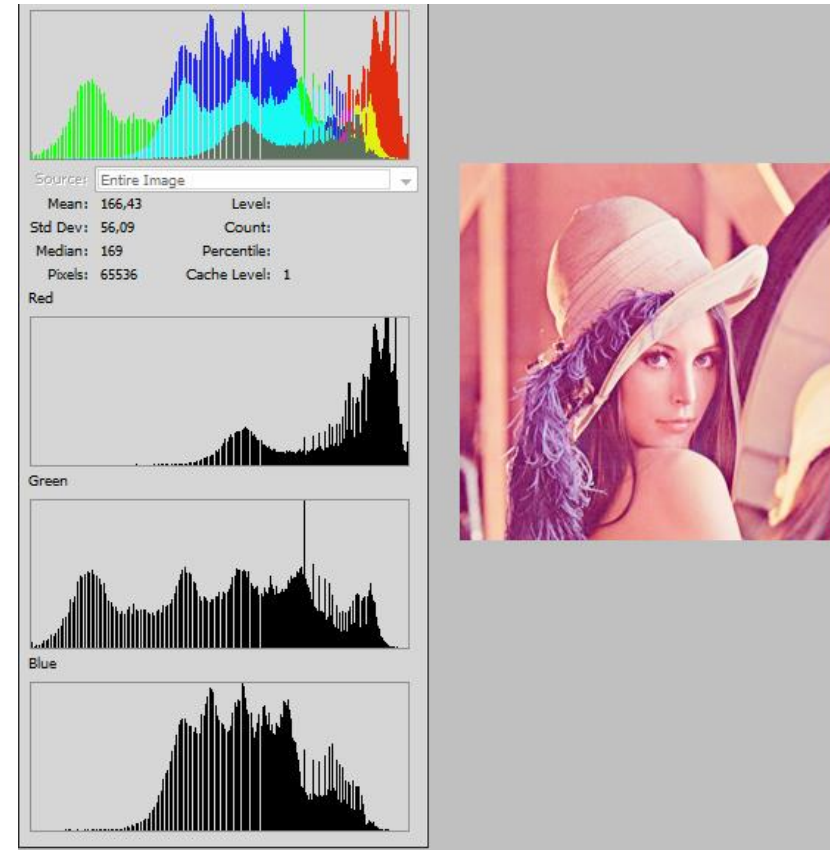 Source: Entire Image
Mean: 166,43 Level:
Std Dev: 56,09 Count:
Median: 169 Percentile:
Pixels: 65536 Cache Level: 1
Red
Green
Blue